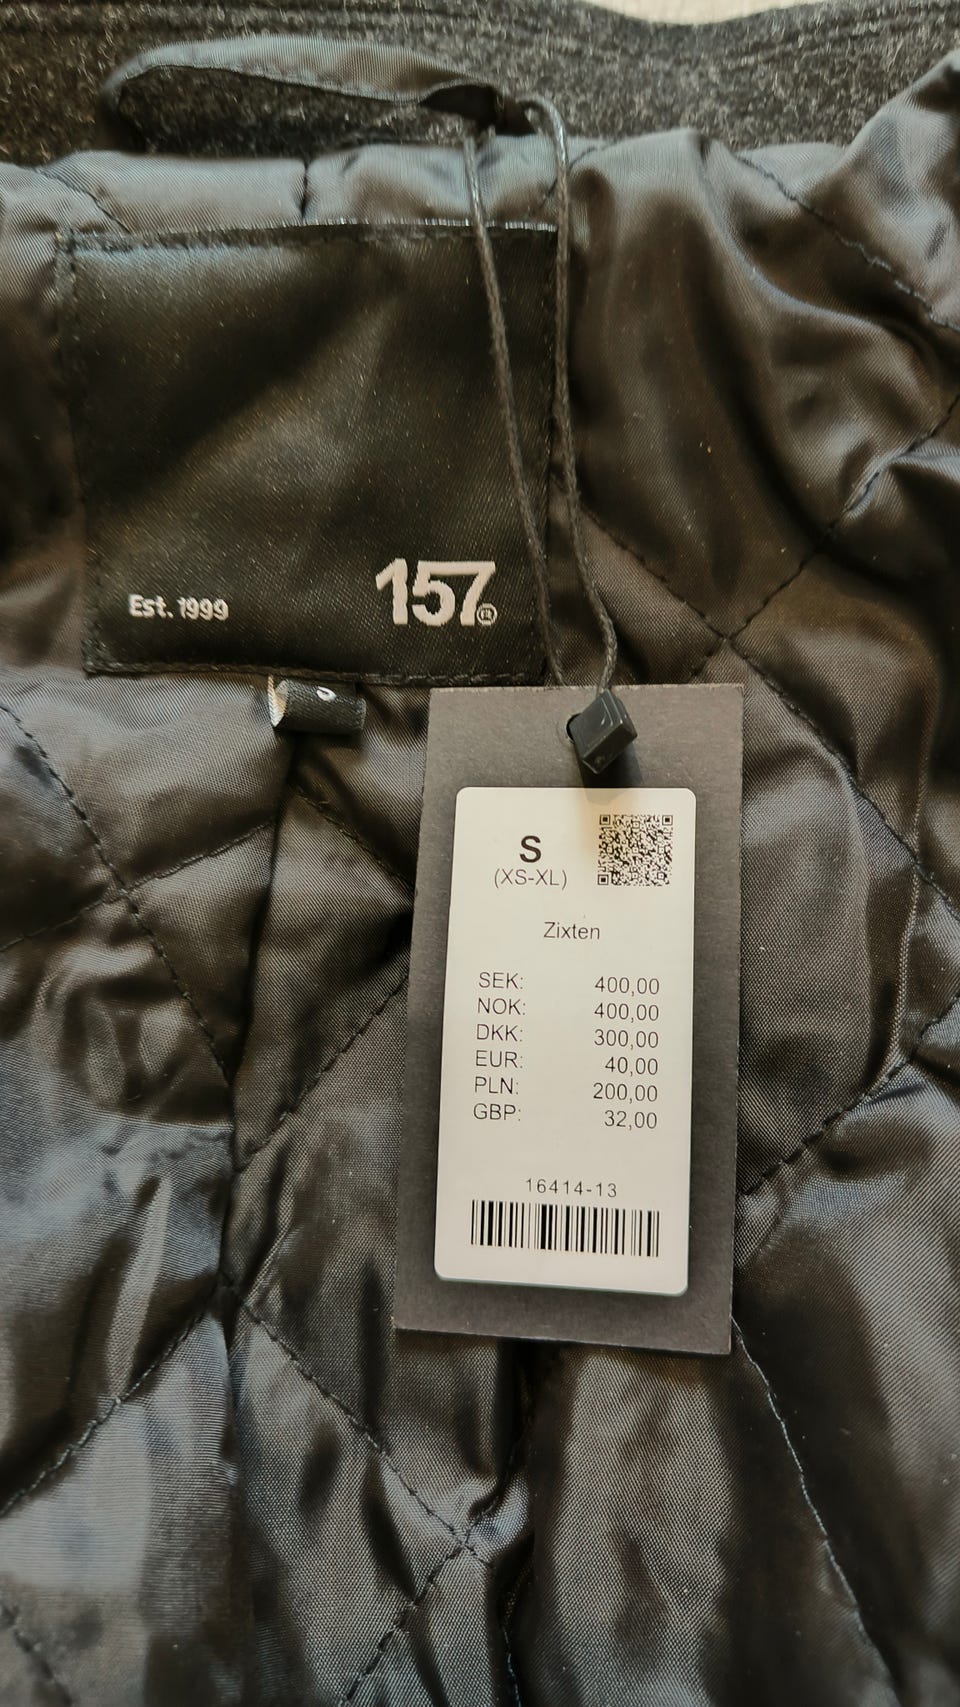 Est. 1999
157®
S
(XS-XL)
Zixten
SEK: 400,00
NOK: 400,00
DKK: 300,00
EUR: 40,00
PLN: 200,00
GBP: 32,00
16414-13